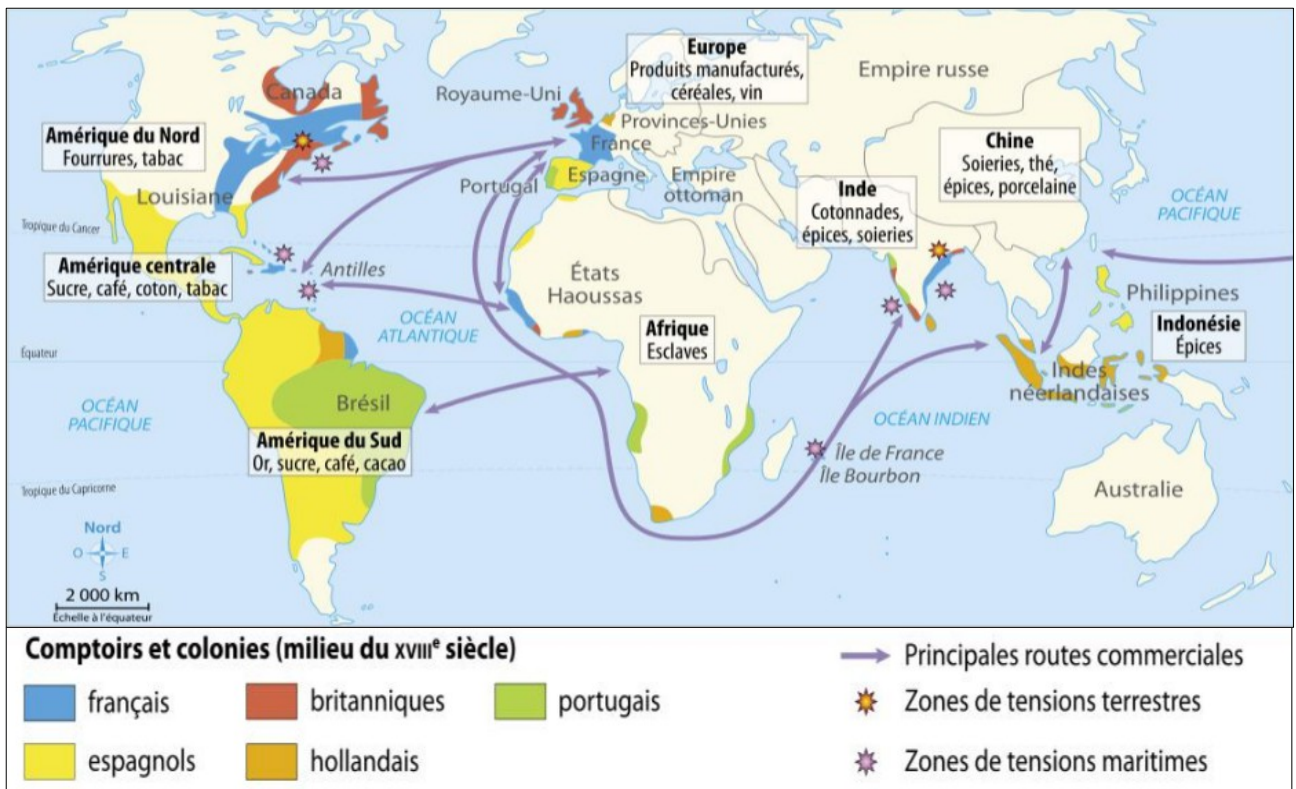 Europe
Produits manufacturés,
céréales, vin
Empire russe
Canada
Royaume-Uni
Provinces-Unies
Amérique du Nord
Fourrures, tabac
France
Chine
Soieries, thé,
épices, porcelaine
Louisiane
Portugal
Espagne
Empire
ottoman
Inde
Cotonnades,
épices, soieries
OCÉAN
PACIFIQUE
Tropique du Cancer
Amérique centrale
Sucre, café, coton, tabac
Antilles
États
Haoussas
Philippines
OCÉAN
ATLANTIQUE
Afrique
Esclaves
Indonésie
Épices
Équateur
Indes
néerlandaises
OCÉAN
PACIFIQUE
Brésil
OCÉAN INDIEN
Amérique du Sud
Or, sucre, café, cacao
Île de France
Île Bourbon
Tropique du Capricorne
Australie
Nord
O
E
S
2 000 km
Échelle à l'équateur
Comptoirs et colonies (milieu du XVIIIe siècle)
français
britanniques
portugais
espagnols
hollandais
Principales routes commerciales
Zones de tensions terrestres
Zones de tensions maritimes